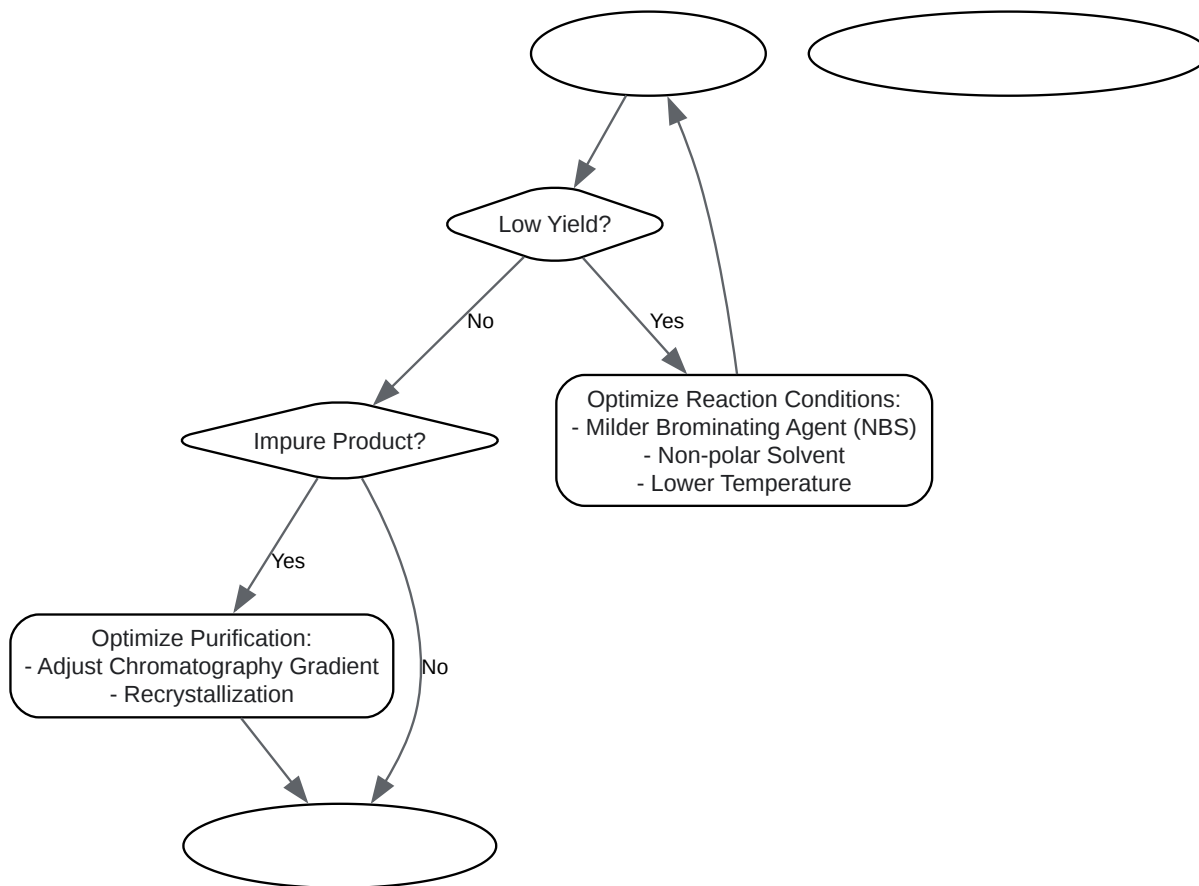 Low Yield?
No
Yes
Optimize Reaction Conditions:
- Milder Brominating Agent (NBS)
- Non-polar Solvent
- Lower Temperature
Impure Product?
Yes
No
Optimize Purification:
- Adjust Chromatography Gradient
- Recrystallization